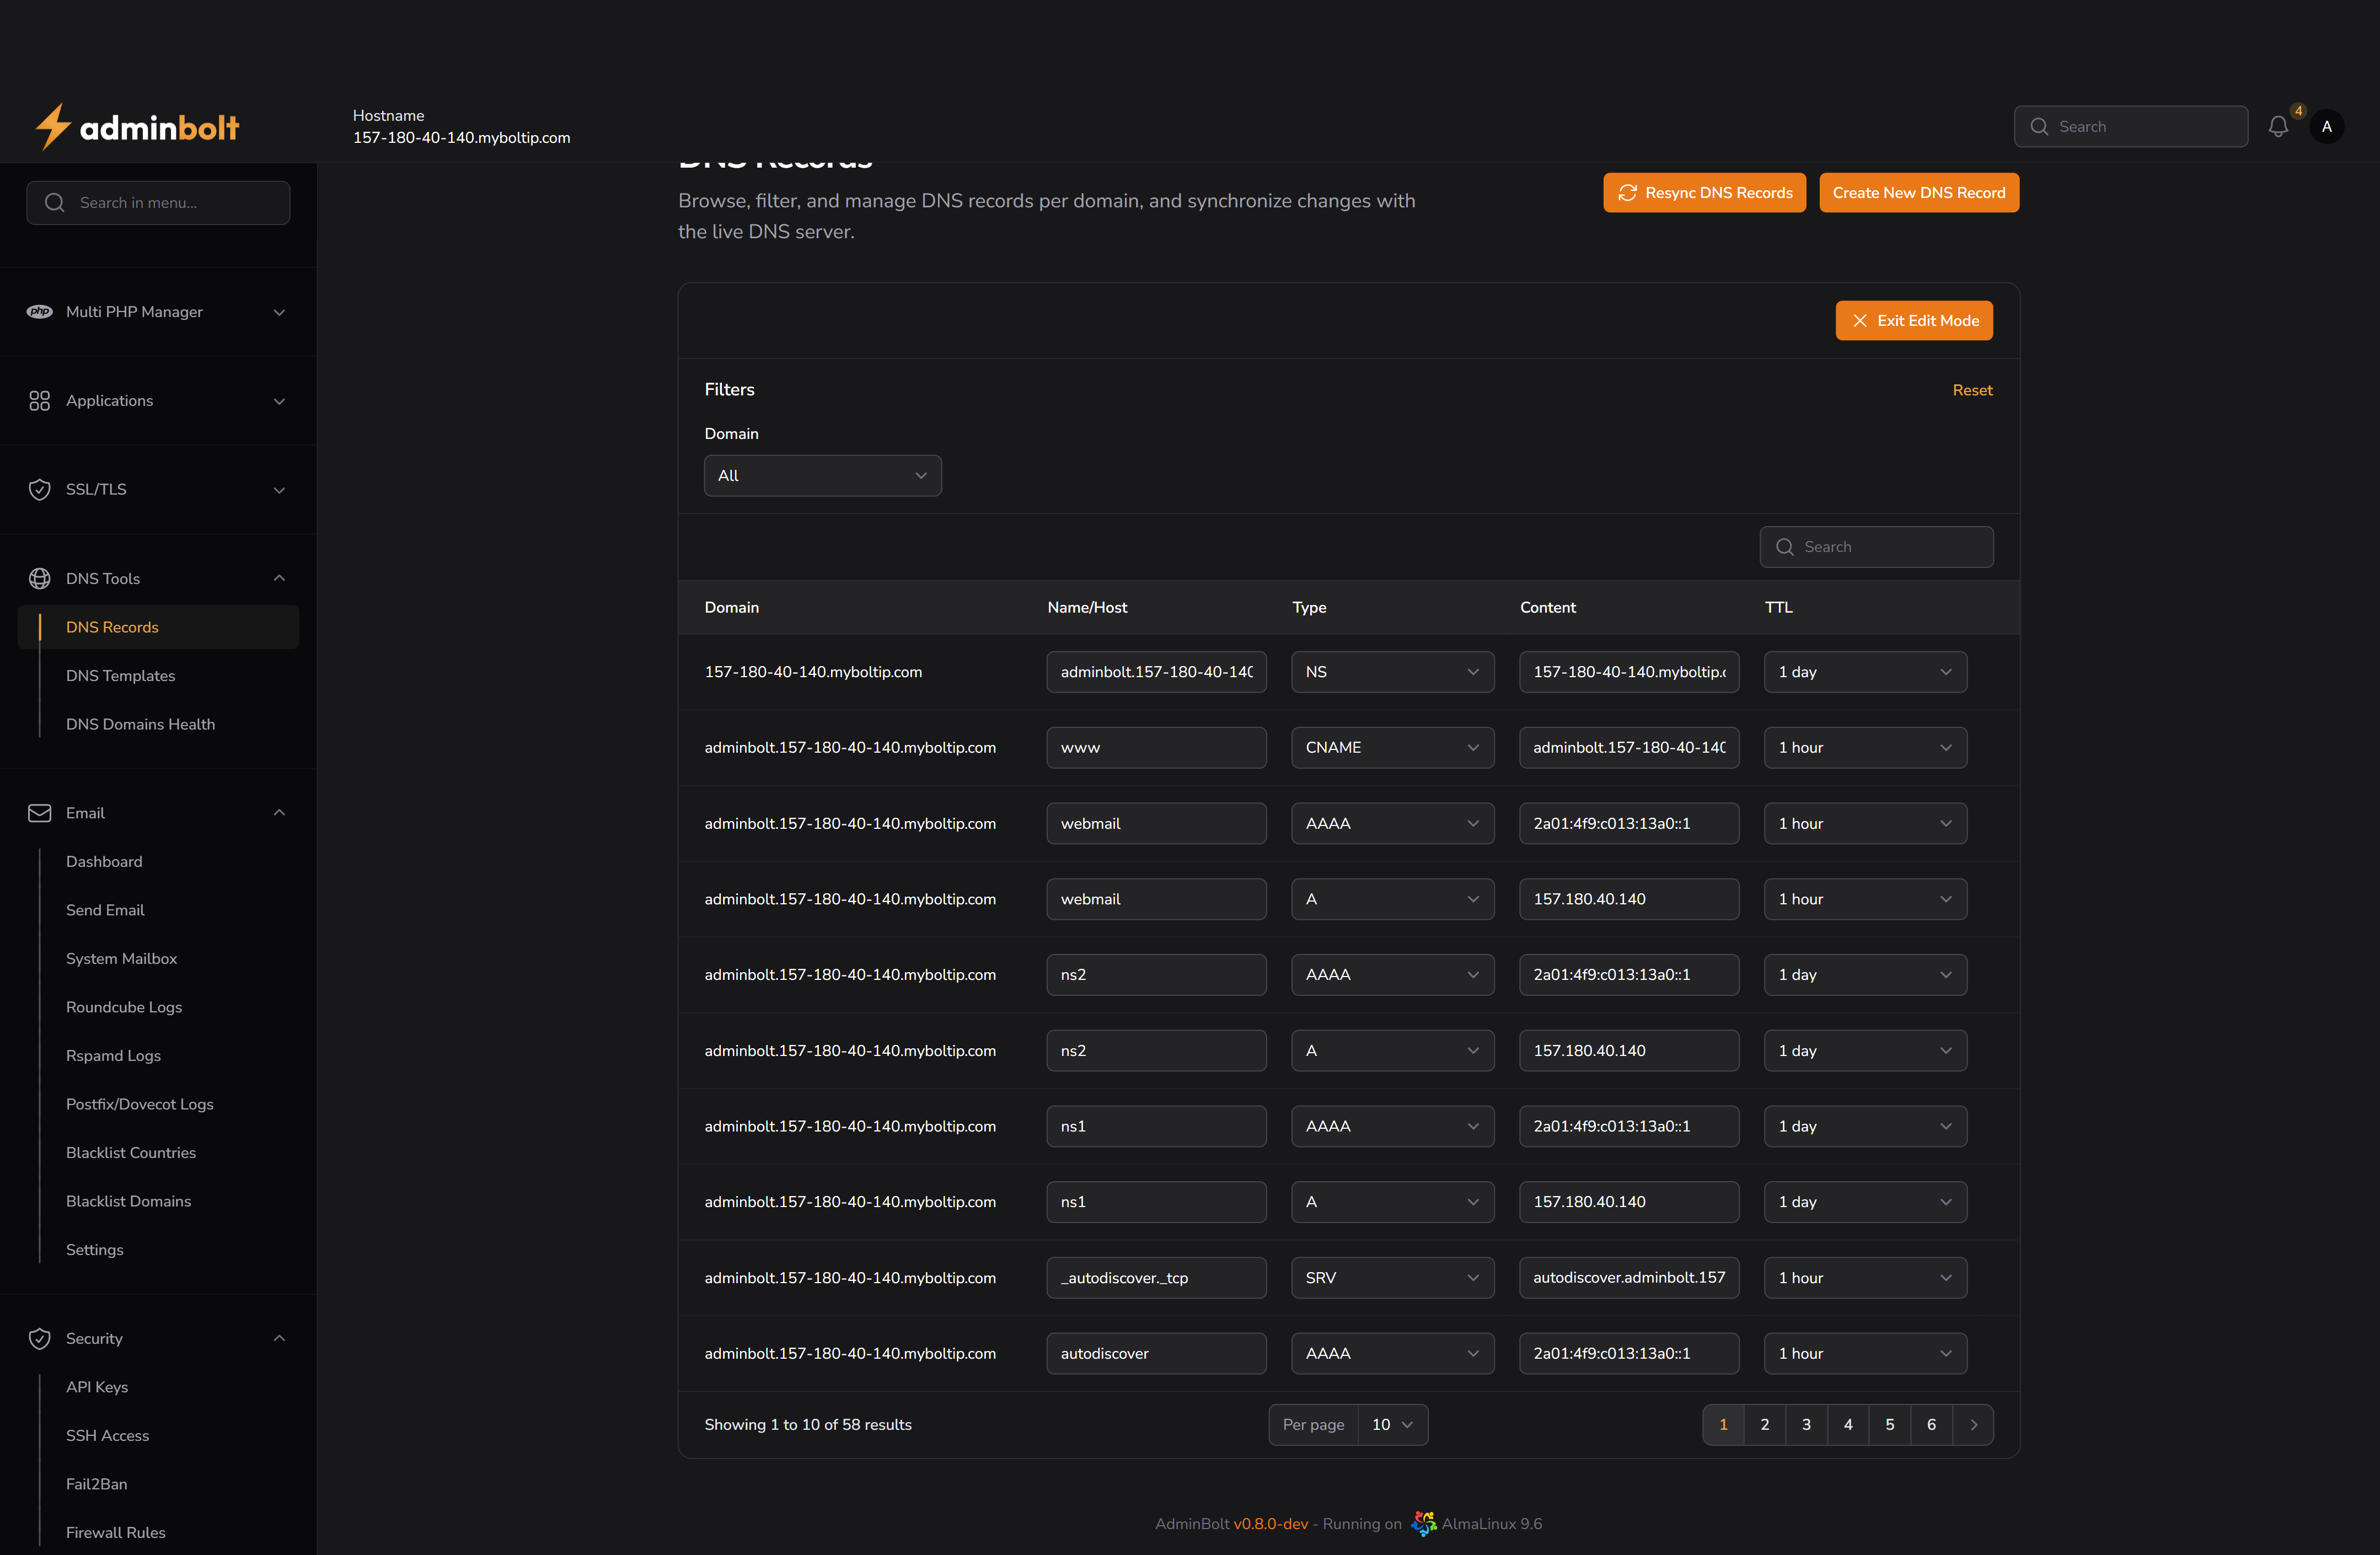 adminbolt
Hostname
157-180-40-140.myboltip.com
Search
4
A
Search in menu...
Multi PHP Manager
Applications
SSL/TLS
DNS Tools
DNS Records
DNS Templates
DNS Domains Health
Email
Dashboard
Send Email
System Mailbox
Roundcube Logs
Rspamd Logs
Postfix/Dovecot Logs
Blacklist Countries
Blacklist Domains
Settings
Security
API Keys
SSH Access
Fail2Ban
Firewall Rules
DNS Records
Browse, filter, and manage DNS records per domain, and synchronize changes with
the live DNS server.
Resync DNS Records
Create New DNS Record
Exit Edit Mode
Filters
Reset
Domain
All
Search
Domain Name/Host Type Content TTL
157-180-40-140.myboltip.com adminbolt.157-180-40-140 NS 157-180-40-140.myboltip.c 1 day
adminbolt.157-180-40-140.myboltip.com www CNAME adminbolt.157-180-40-140 1 hour
adminbolt.157-180-40-140.myboltip.com webmail AAAA 2a01:4f9:c013:13a0::1 1 hour
adminbolt.157-180-40-140.myboltip.com webmail A 157.180.40.140 1 hour
adminbolt.157-180-40-140.myboltip.com ns2 AAAA 2a01:4f9:c013:13a0::1 1 day
adminbolt.157-180-40-140.myboltip.com ns2 A 157.180.40.140 1 day
adminbolt.157-180-40-140.myboltip.com ns1 AAAA 2a01:4f9:c013:13a0::1 1 day
adminbolt.157-180-40-140.myboltip.com ns1 A 157.180.40.140 1 day
adminbolt.157-180-40-140.myboltip.com _autodiscover._tcp SRV autodiscover.adminbolt.157 1 hour
adminbolt.157-180-40-140.myboltip.com autodiscover AAAA 2a01:4f9:c013:13a0::1 1 hour
Showing 1 to 10 of 58 results
Per page 10
1 2 3 4 5 6
AdminBolt v0.8.0-dev - Running on AlmaLinux 9.6
php